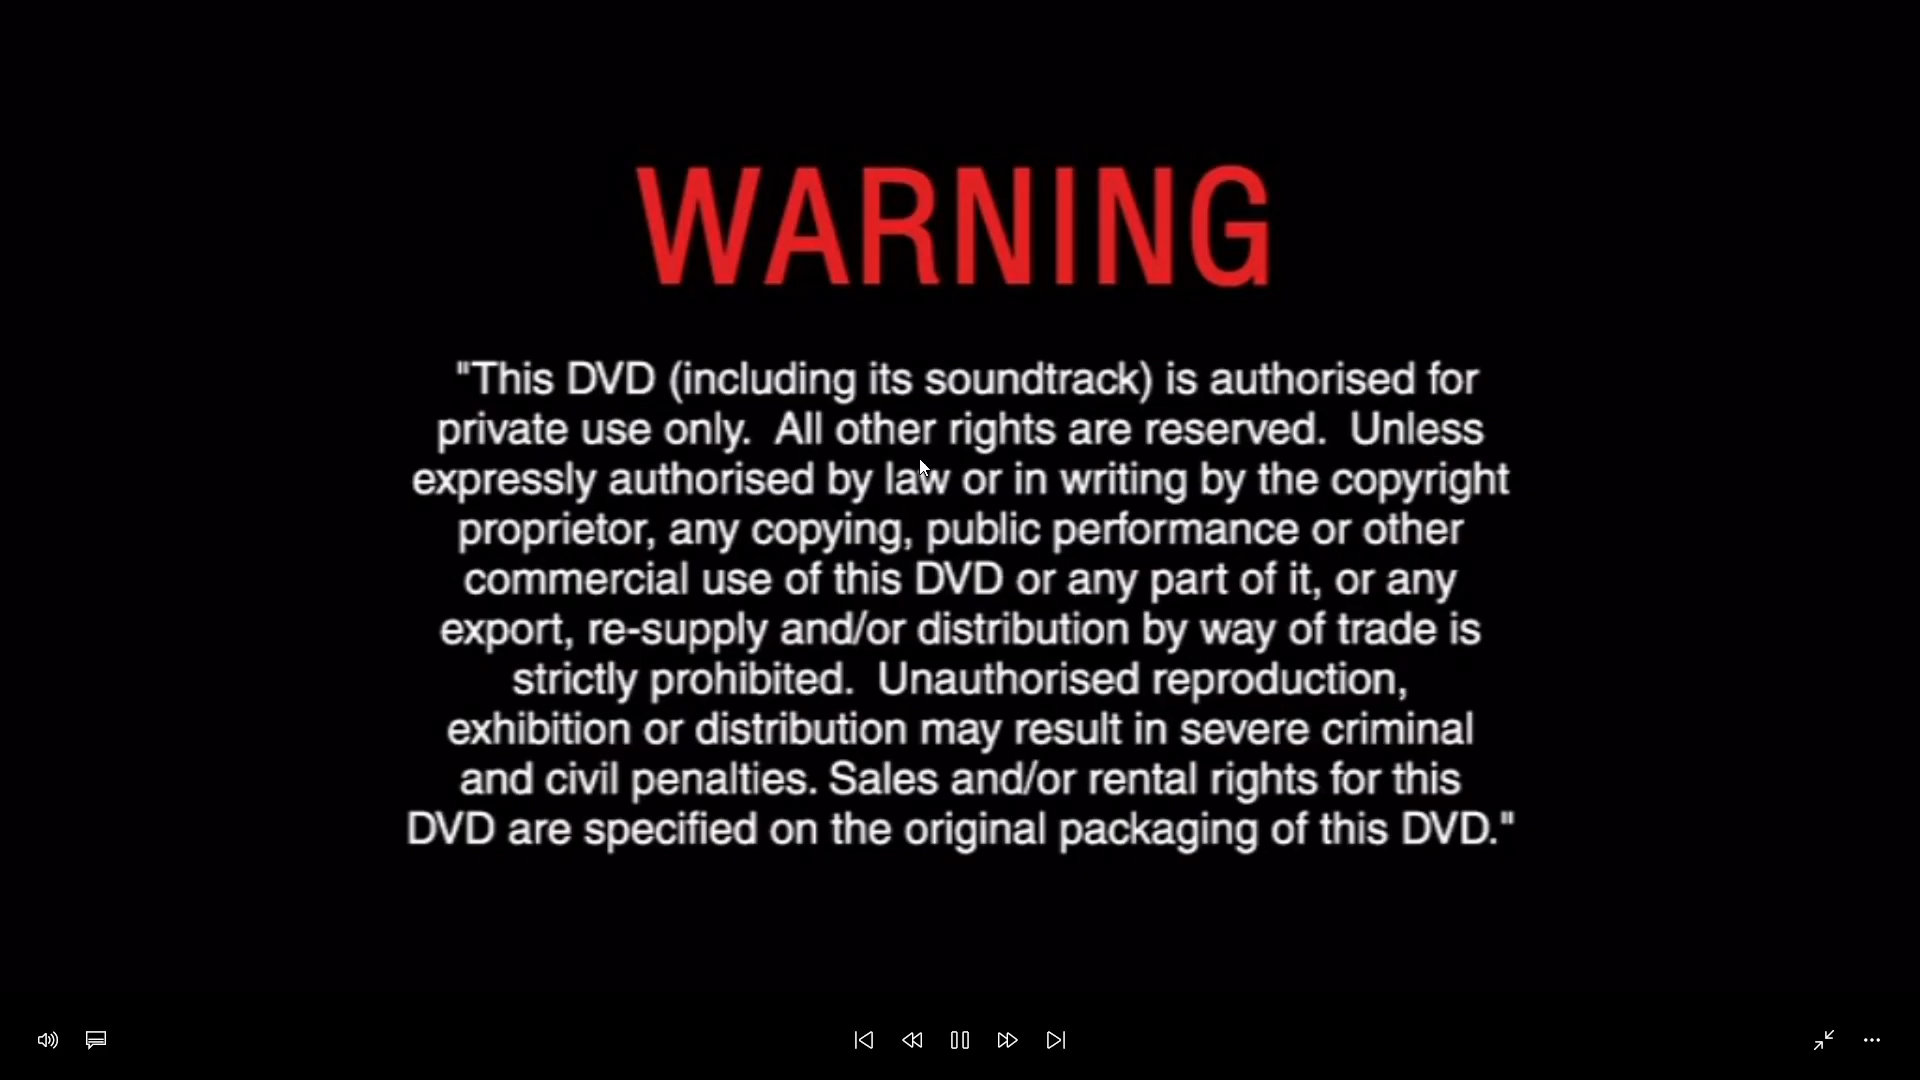 WARNING
"This DVD (including its soundtrack) is authorised for
private use only.  All other rights are reserved.  Unless
expressly authorised by law or in writing by the copyright
proprietor, any copying, public performance or other
commercial use of this DVD or any part of it, or any
export, re-supply and/or distribution by way of trade is
strictly prohibited.  Unauthorised reproduction,
exhibition or distribution may result in severe criminal
and civil penalties. Sales and/or rental rights for this
DVD are specified on the original packaging of this DVD."